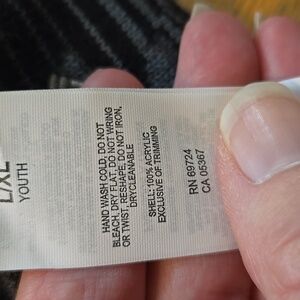 L/XL
YOUTH
HAND WASH COLD, DO NOT
BLEACH, DRY FLAT, DO NOT WRING
OR TWIST, RESHAPE, DO NOT IRON,
DRYCLEANABLE
SHELL: 100% ACRYLIC
EXCLUSIVE OF TRIMMING
RN 69724
CA 05367